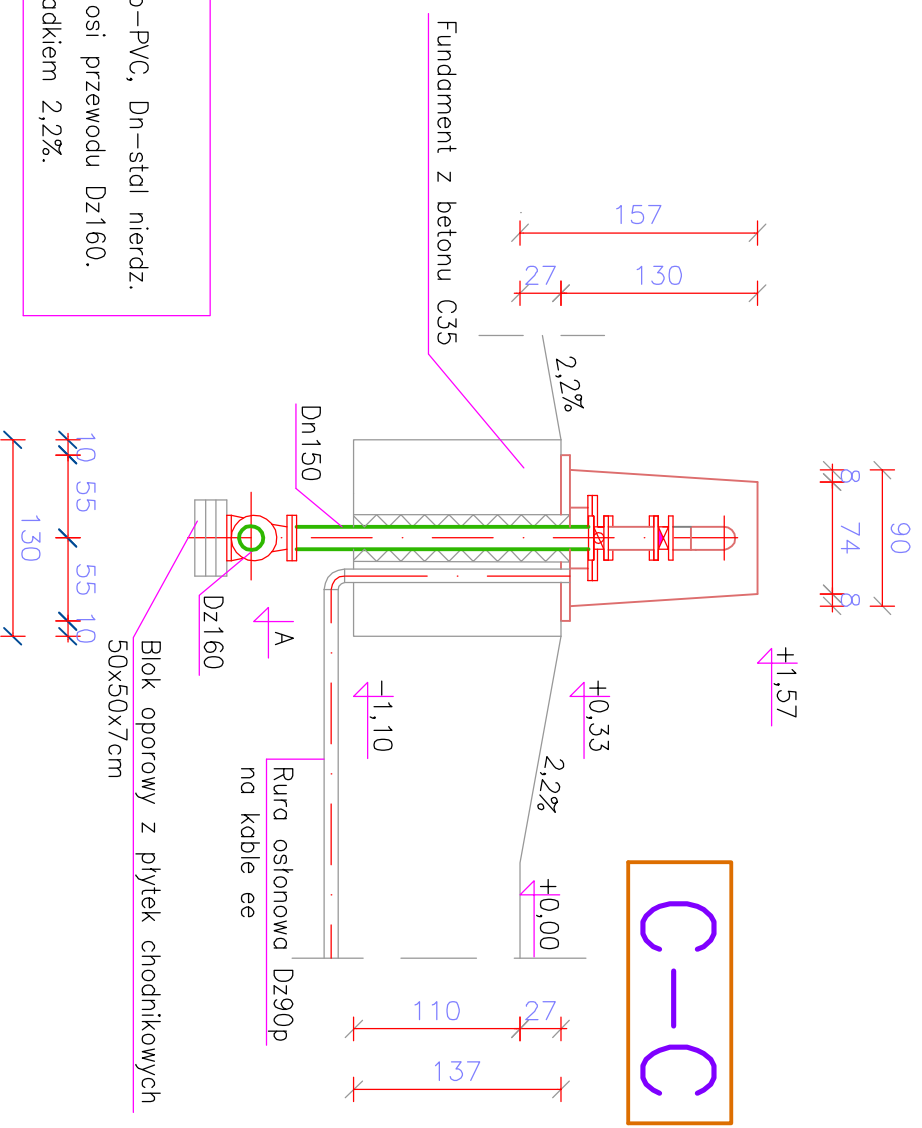 C–C
90
8 74 8
+1,57
157
27 130
2,2%
+0,33
2,2%
+0,00
Fundament z betonu C35
Dn150
-1,10
110 27
137
A
Dz160
Rura osłonowa Dz90p
na kable ee
Blok oporowy z płytek chodnikowych
50x50x7cm
10 55 55 10
130
o-PVC, Dn-stal nierdz.
osi przewodu Dz160.
adkiem 2,2%.